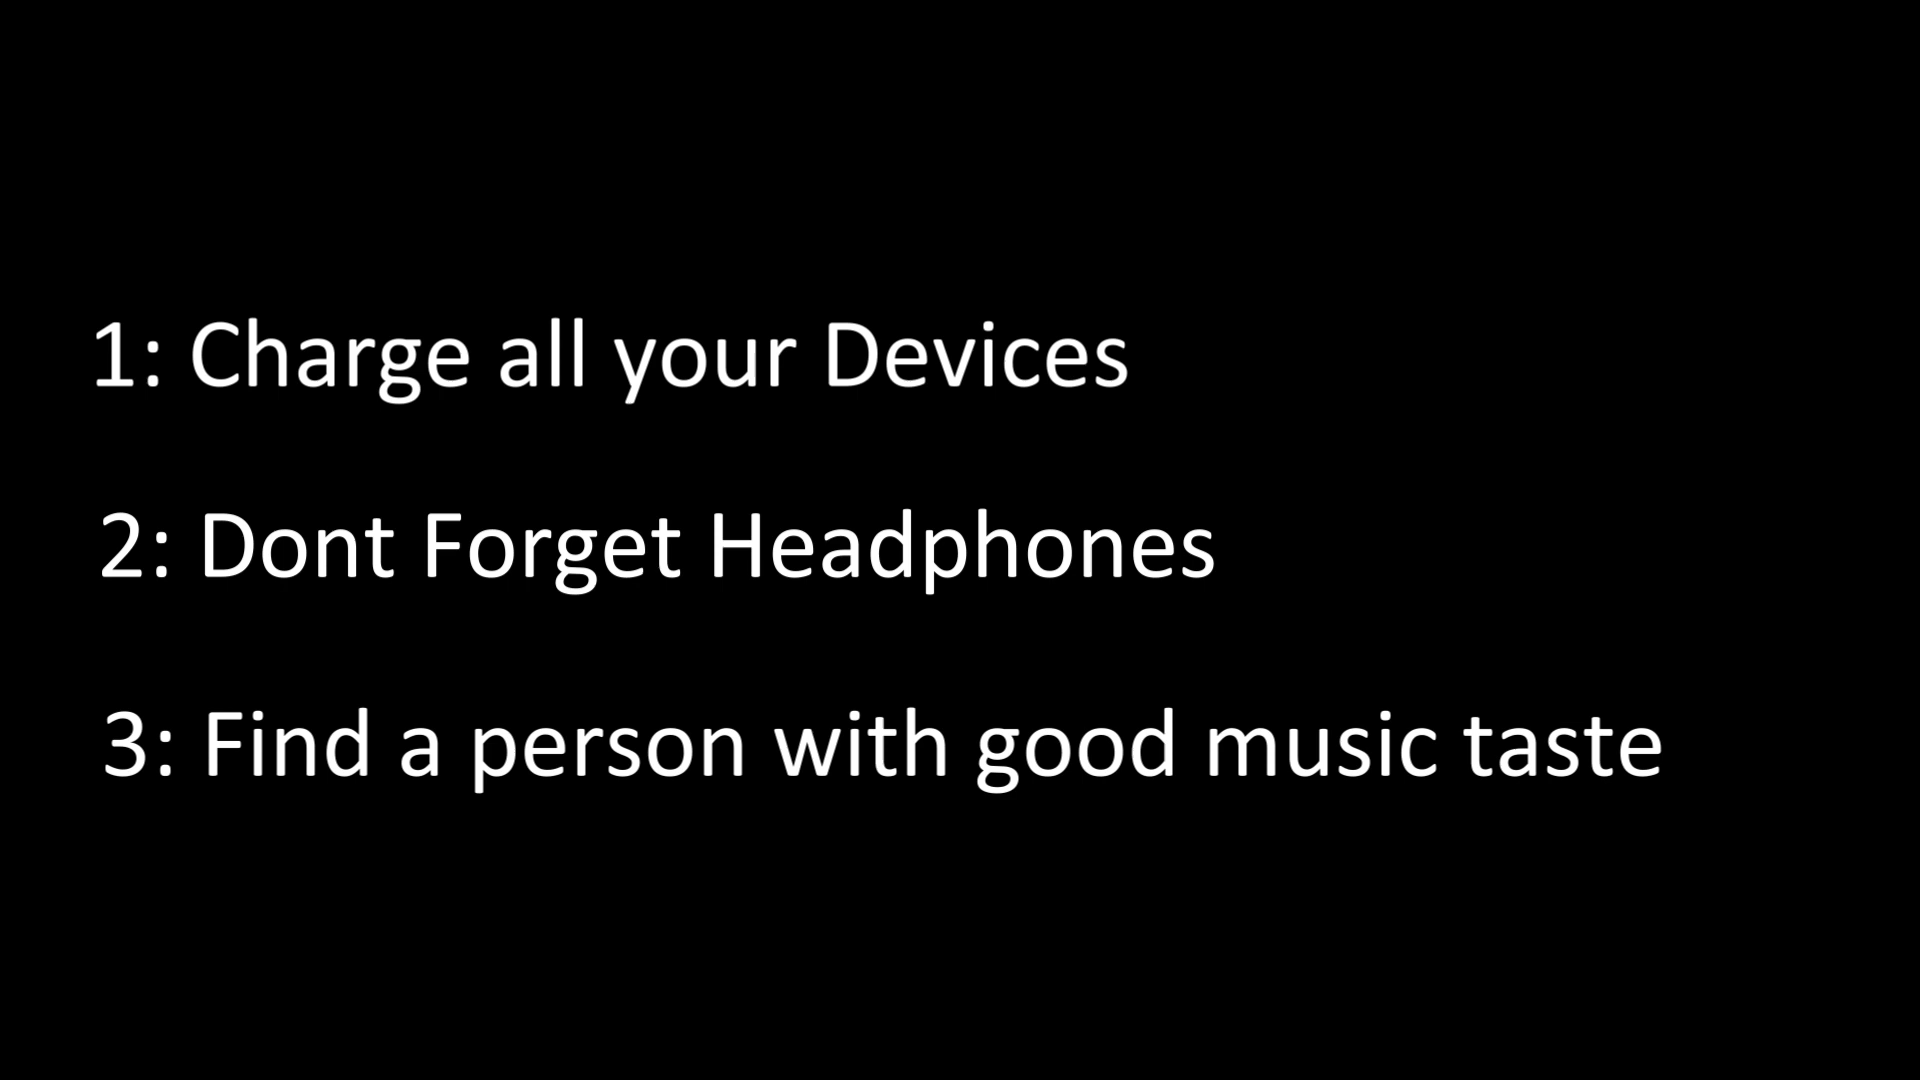 1: Charge all your Devices
2: Dont Forget Headphones
3: Find a person with good music taste